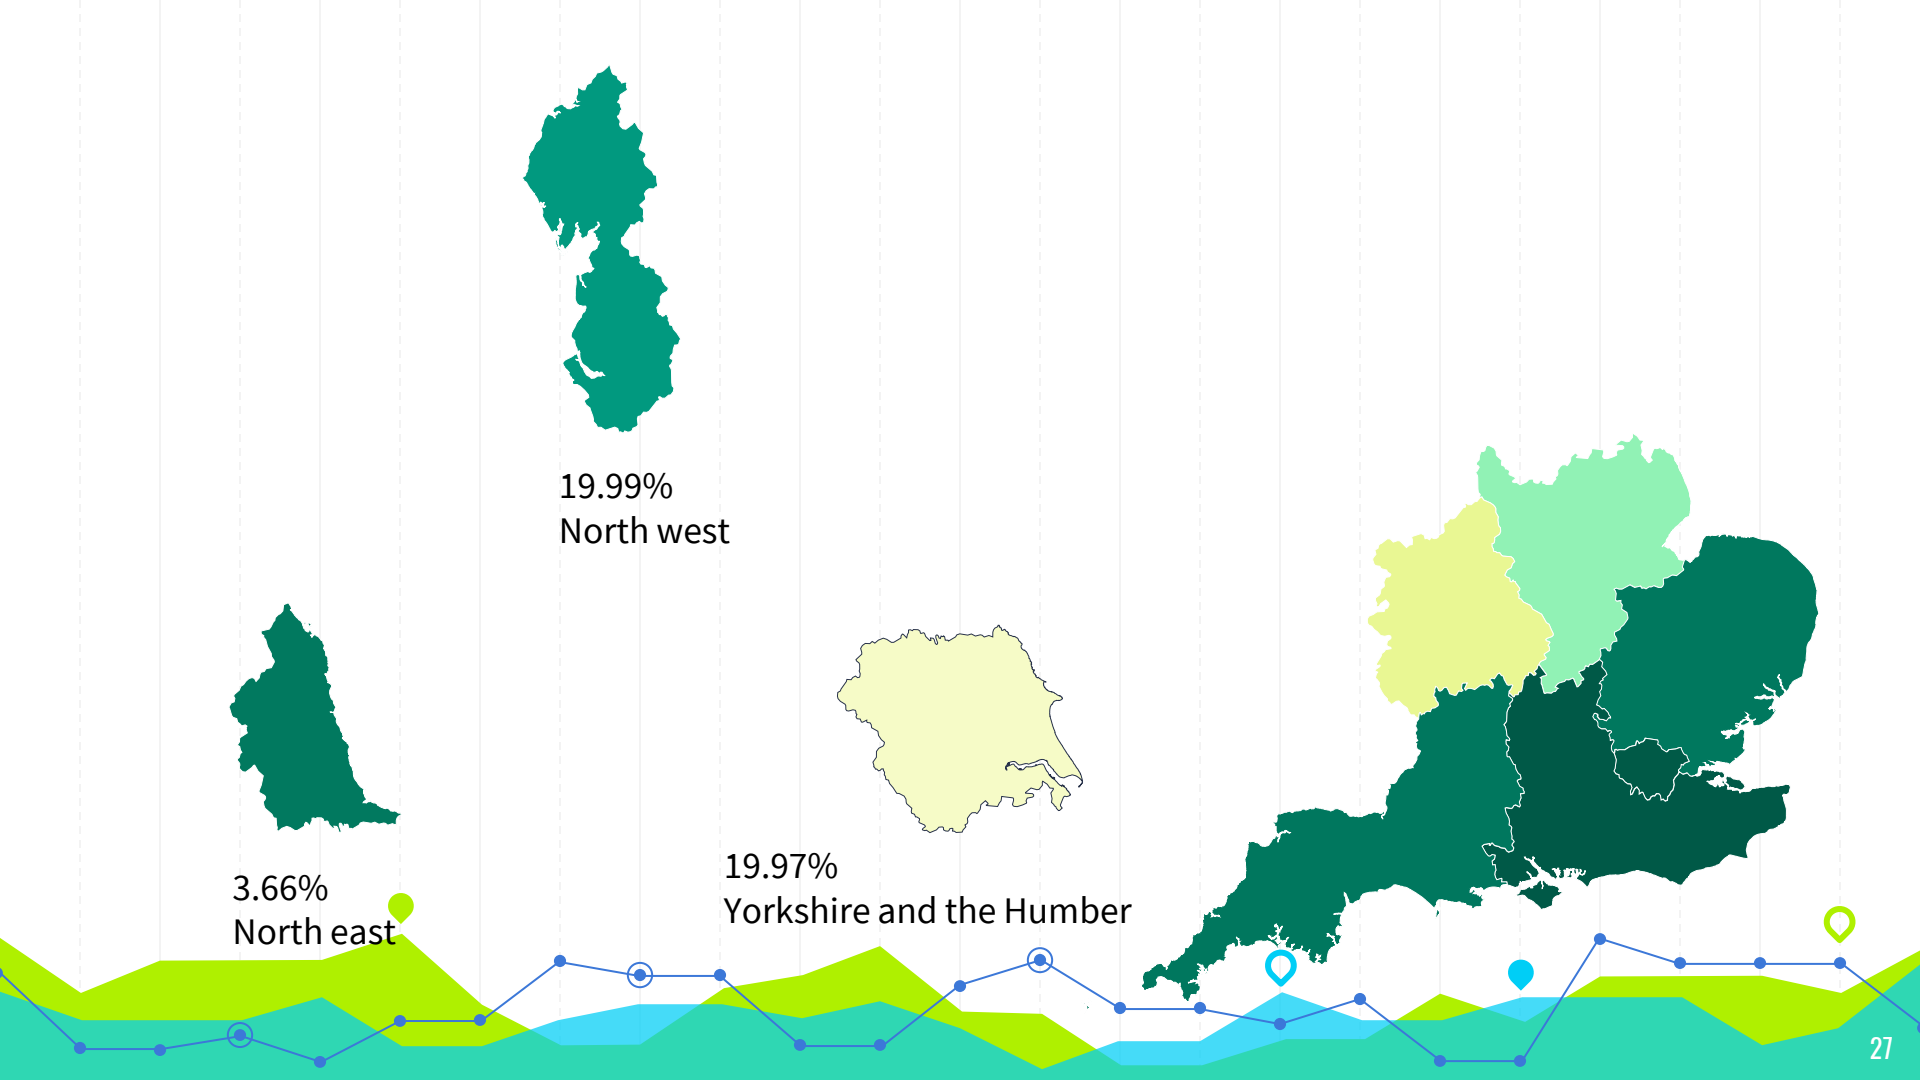 19.99%
North west
3.66%
North east
19.97%
Yorkshire and the Humber
27